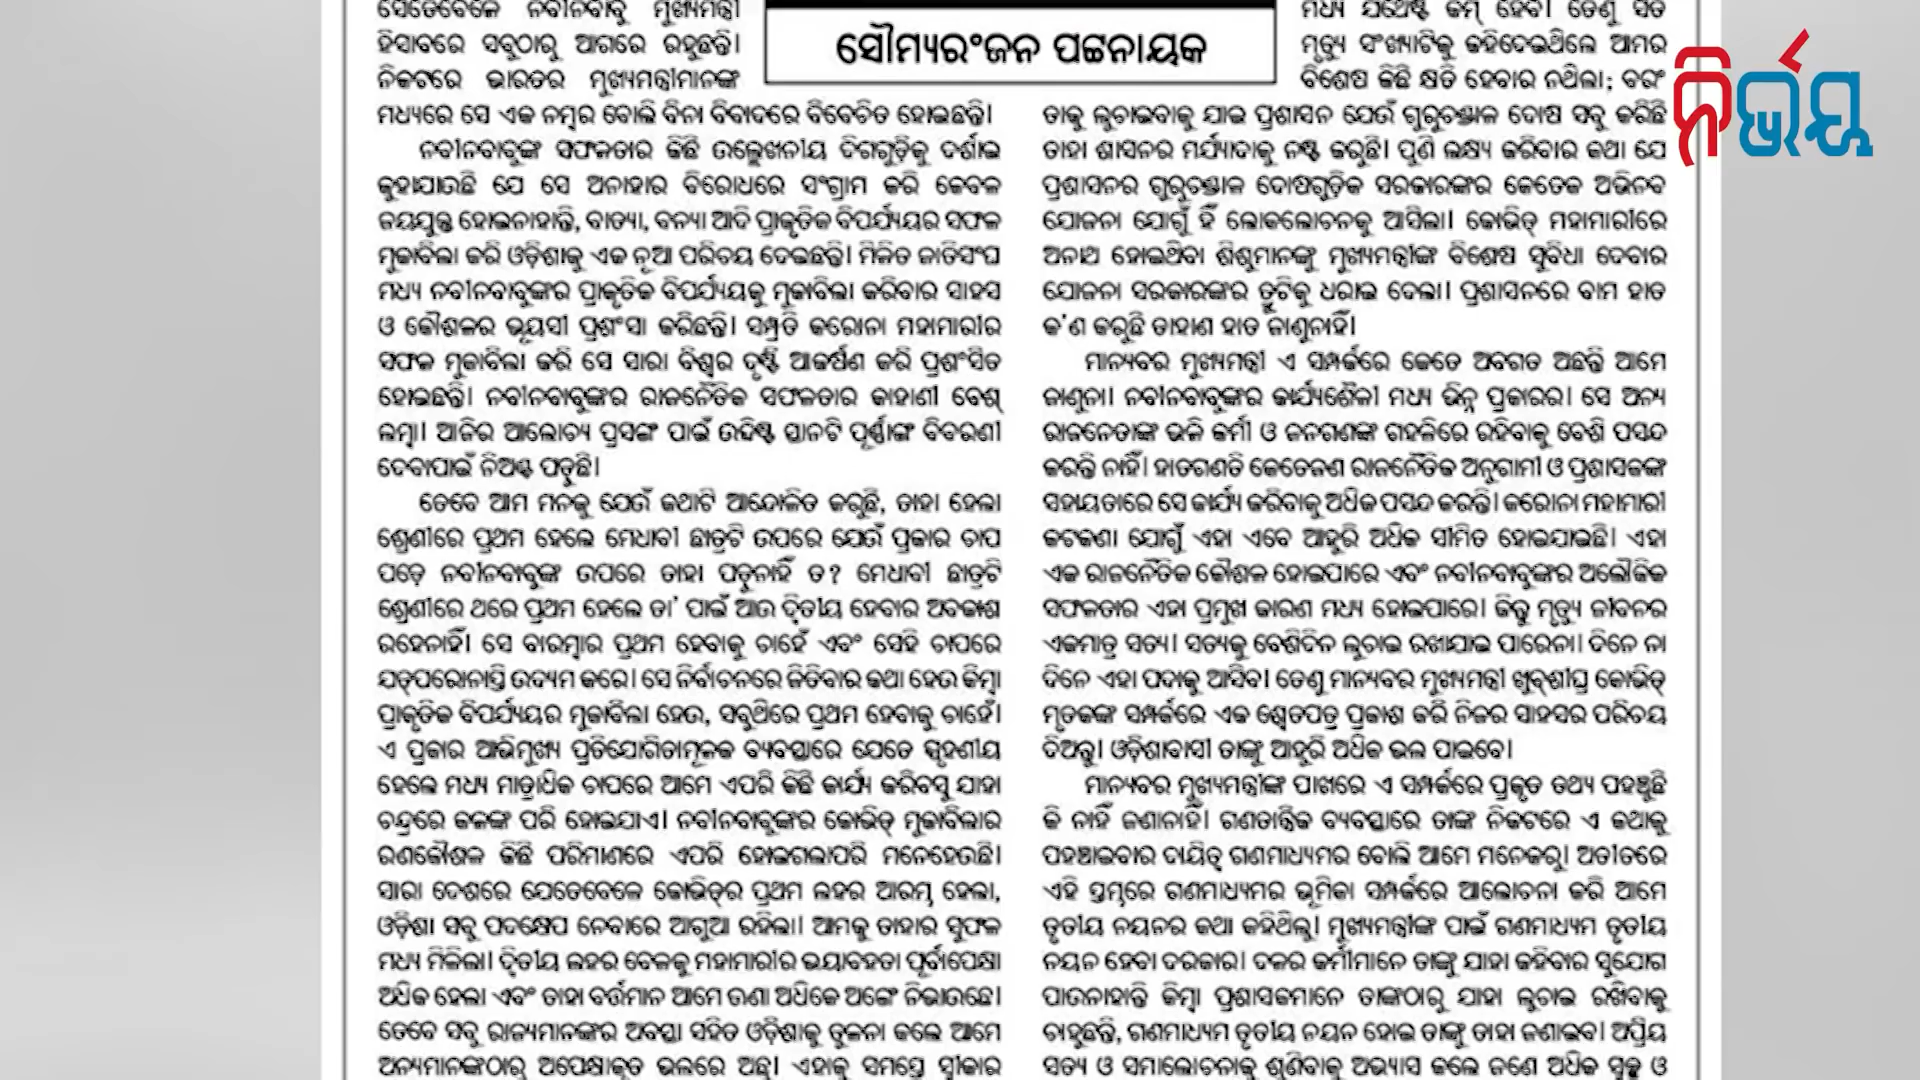 ସୌମ୍ୟରଂଜନ ପଟ୍ଟନାୟକ
ନିର୍ଭୟ
ସେତେବେଳେ ନବୀନବାବୁ ମୁଖ୍ୟମନ୍ତ୍ରୀ
ହିସାବରେ ସବୁଠାରୁ ଆଗରେ ରହୁଛନ୍ତି।
ନିକଟରେ ଭାରତର ମୁଖ୍ୟମନ୍ତ୍ରୀମାନଙ୍କ
ମଧ୍ୟରେ ସେ ଏକ ନମ୍ବର ବୋଲି ବିନା ବିବାଦରେ ବିବେଚିତ ହୋଇଛନ୍ତି।
ନବୀନବାବୁଙ୍କ ସଫଳତାର କିଛି ଉଲ୍ଲେଖନୀୟ ଦିଗଗୁଡ଼ିକୁ ଦର୍ଶାଇ
କୁହାଯାଉଛି ଯେ ସେ ଅନାହାର ବିରୋଧରେ ସଂଗ୍ରାମ କରି କେବଳ
ଜୟଯୁକ୍ତ ହୋଇନାହାନ୍ତି, ବାତ୍ୟା, ବନ୍ୟା ଆଦି ପ୍ରାକୃତିକ ବିପର୍ଯ୍ୟୟର ସଫଳ
ମୁକାବିଲା କରି ଓଡ଼ିଶାକୁ ଏକ ନୂଆ ପରିଚୟ ଦେଇଛନ୍ତି। ମିଳିତ ଜାତିସଂଘ
ମଧ୍ୟ ନବୀନବାବୁଙ୍କର ପ୍ରାକୃତିକ ବିପର୍ଯ୍ୟୟକୁ ମୁକାବିଲା କରିବାର ସାହସ
ଓ କୌଶଳର ଭୂୟସୀ ପ୍ରଶଂସା କରିଛନ୍ତି। ସମ୍ପ୍ରତି କରୋନା ମହାମାରୀର
ସଫଳ ମୁକାବିଲା କରି ସେ ସାରା ବିଶ୍ୱର ଦୃଷ୍ଟି ଆକର୍ଷଣ କରି ପ୍ରଶଂସିତ
ହୋଇଛନ୍ତି। ନବୀନବାବୁଙ୍କର ରାଜନୈତିକ ସଫଳତାର କାହାଣୀ ବେଶ୍
ଲମ୍ବା। ଆଜିର ଆଲୋଚ୍ୟ ପ୍ରସଙ୍ଗ ପାଇଁ ଉଦ୍ଦିଷ୍ଟ ସ୍ଥାନଟି ପୂର୍ଣ୍ଣାଙ୍ଗ ବିବରଣୀ
ଦେବାପାଇଁ ନିଅଣ୍ଟ ପଡ଼ୁଛି।
ତେବେ ଆମ ମନକୁ ଯେଉଁ କଥାଟି ଆନ୍ଦୋଳିତ କରୁଛି, ତାହା ହେଲା
ଶ୍ରେଣୀରେ ପ୍ରଥମ ହେଲେ ମେଧାବୀ ଛାତ୍ରଟି ଉପରେ ଯେଉଁ ପ୍ରକାର ଚାପ
ପଡ଼େ ନବୀନବାବୁଙ୍କ ଉପରେ ତାହା ପଡ଼ୁନାହିଁ ତ? ମେଧାବୀ ଛାତ୍ରଟି
ଶ୍ରେଣୀରେ ଥରେ ପ୍ରଥମ ହେଲେ ତା' ପାଇଁ ଆଉ ଦ୍ୱିତୀୟ ହେବାର ଅବକାଶ
ରହେନାହିଁ। ସେ ବାରମ୍ବାର ପ୍ରଥମ ହେବାକୁ ଚାହେଁ ଏବଂ ସେହି ଚାପରେ
ଯତ୍‌ପରୋନାସ୍ତି ଉଦ୍ୟମ କରେ। ସେ ନିର୍ବାଚନରେ ଜିତିବାର କଥା ହେଉ କିମ୍ବା
ପ୍ରାକୃତିକ ବିପର୍ଯ୍ୟୟର ମୁକାବିଲା ହେଉ, ସବୁଥିରେ ପ୍ରଥମ ହେବାକୁ ଚାହେଁ।
ଏ ପ୍ରକାର ଆଭିମୁଖ୍ୟ ପ୍ରତିଯୋଗିତାମୂଳକ ବ୍ୟବସ୍ଥାରେ ଯେତେ ସ୍ପୃହଣୀୟ
ହେଲେ ମଧ୍ୟ ମାତ୍ରାଧିକ ଚାପରେ ଆମେ ଏପରି କିଛି କାର୍ଯ୍ୟ କରିବସୁ ଯାହା
ଚନ୍ଦ୍ରରେ କଳଙ୍କ ପରି ହୋଇଯାଏ। ନବୀନବାବୁଙ୍କର କୋଭିଡ୍ ମୁକାବିଲାର
ରଣକୌଶଳ କିଛି ପରିମାଣରେ ଏପରି ହୋଇଗଲାପରି ମନେହେଉଛି।
ସାରା ଦେଶରେ ଯେତେବେଳେ କୋଭିଡ୍‌ର ପ୍ରଥମ ଲହର ଆରମ୍ଭ ହେଲା,
ଓଡ଼ିଶା ସବୁ ପଦକ୍ଷେପ ନେବାରେ ଆଗୁଆ ରହିଲା। ଆମକୁ ତାହାର ସୁଫଳ
ମଧ୍ୟ ମିଳିଲା। ଦ୍ୱିତୀୟ ଲହର ବେଳକୁ ମହାମାରୀର ଭୟାବହତା ପୂର୍ବାପେକ୍ଷା
ଅଧିକ ହେଲା ଏବଂ ତାହା ବର୍ତ୍ତମାନ ଆମେ ଊଣା ଅଧିକେ ଅଙ୍ଗେ ନିଭାଉଛେ।
ତେବେ ସବୁ ରାଜ୍ୟମାନଙ୍କର ଅବସ୍ଥା ସହିତ ଓଡ଼ିଶାକୁ ତୁଳନା କଲେ ଆମେ
ଅନ୍ୟମାନଙ୍କଠାରୁ ଅପେକ୍ଷାକୃତ ଭଲରେ ଅଛୁ। ଏହାକୁ ସମସ୍ତେ ସ୍ୱୀକାର
ମଧ୍ୟ ଯଥେଷ୍ଟ କମ୍ ହେବ। ତେଣୁ ସତ
ମୃତ୍ୟୁ ସଂଖ୍ୟାଟିକୁ କହିଦେଇଥିଲେ ଆମର
ବିଶେଷ କିଛି କ୍ଷତି ହେବାର ନଥିଲା; ବରଂ
ତାକୁ ଲୁଚାଇବାକୁ ଯାଇ ପ୍ରଶାସନ ଯେଉଁ ଗୁରୁଚଣ୍ଡାଳ ଦୋଷ ସବୁ କରିଛି
ତାହା ଶାସନର ମର୍ଯ୍ୟାଦାକୁ ନଷ୍ଟ କରୁଛି। ପୁଣି ଲକ୍ଷ୍ୟ କରିବାର କଥା ଯେ
ପ୍ରଶାସନର ଗୁରୁଚଣ୍ଡାଳ ଦୋଷଗୁଡ଼ିକ ସରକାରଙ୍କର କେତେକ ଅଭିନବ
ଯୋଜନା ଯୋଗୁଁ ହିଁ ଲୋକଲୋଚନକୁ ଆସିଲା। କୋଭିଡ୍ ମହାମାରୀରେ
ଅନାଥ ହୋଇଥିବା ଶିଶୁମାନଙ୍କୁ ମୁଖ୍ୟମନ୍ତ୍ରୀଙ୍କ ବିଶେଷ ସୁବିଧା ଦେବାର
ଯୋଜନା ସରକାରଙ୍କର ତ୍ରୁଟିକୁ ଧରାଇ ଦେଲା। ପ୍ରଶାସନରେ ବାମ ହାତ
କ'ଣ କରୁଛି ଡାହାଣ ହାତ ଜାଣୁନାହିଁ।
ମାନ୍ୟବର ମୁଖ୍ୟମନ୍ତ୍ରୀ ଏ ସମ୍ପର୍କରେ କେତେ ଅବଗତ ଅଛନ୍ତି ଆମେ
ଜାଣୁନା। ନବୀନବାବୁଙ୍କର କାର୍ଯ୍ୟଶୈଳୀ ମଧ୍ୟ ଭିନ୍ନ ପ୍ରକାରର। ସେ ଅନ୍ୟ
ରାଜନେତାଙ୍କ ଭଳି କର୍ମୀ ଓ ଜନଗଣଙ୍କ ଗହଳିରେ ରହିବାକୁ ବେଶି ପସନ୍ଦ
କରନ୍ତି ନାହିଁ। ହାତଗଣତି କେତେଜଣ ରାଜନୈତିକ ଅନୁଗାମୀ ଓ ପ୍ରଶାସକଙ୍କ
ସହାୟତାରେ ସେ କାର୍ଯ୍ୟ କରିବାକୁ ଅଧିକ ପସନ୍ଦ କରନ୍ତି। କରୋନା ମହାମାରୀ
କଟକଣା ଯୋଗୁଁ ଏହା ଏବେ ଆହୁରି ଅଧିକ ସୀମିତ ହୋଇଯାଇଛି। ଏହା
ଏକ ରାଜନୈତିକ କୌଶଳ ହୋଇପାରେ ଏବଂ ନବୀନବାବୁଙ୍କର ଅଲୌକିକ
ସଫଳତାର ଏହା ପ୍ରମୁଖ କାରଣ ମଧ୍ୟ ହୋଇପାରେ। କିନ୍ତୁ ମୃତ୍ୟୁ ଜୀବନର
ଏକମାତ୍ର ସତ୍ୟ। ସତ୍ୟକୁ ବେଶିଦିନ ଲୁଚାଇ ରଖାଯାଇ ପାରେନା। ଦିନେ ନା
ଦିନେ ଏହା ପଦାକୁ ଆସିବ। ତେଣୁ ମାନ୍ୟବର ମୁଖ୍ୟମନ୍ତ୍ରୀ ଖୁବ୍‌ଶୀଘ୍ର କୋଭିଡ୍
ମୃତକଙ୍କ ସମ୍ପର୍କରେ ଏକ ଶ୍ୱେତପତ୍ର ପ୍ରକାଶ କରି ନିଜର ସାହସର ପରିଚୟ
ଦିଅନ୍ତୁ। ଓଡ଼ିଶାବାସୀ ତାଙ୍କୁ ଆହୁରି ଅଧିକ ଭଲ ପାଇବେ।
ମାନ୍ୟବର ମୁଖ୍ୟମନ୍ତ୍ରୀଙ୍କ ପାଖରେ ଏ ସମ୍ପର୍କରେ ପ୍ରକୃତ ତଥ୍ୟ ପହଞ୍ଚୁଛି
କି ନାହିଁ ଜଣାନାହିଁ। ଗଣତାନ୍ତ୍ରିକ ବ୍ୟବସ୍ଥାରେ ତାଙ୍କ ନିକଟରେ ଏ କଥାକୁ
ପହଞ୍ଚାଇବାର ଦାୟିତ୍ୱ ଗଣମାଧ୍ୟମର ବୋଲି ଆମେ ମନେକରୁ। ଅତୀତରେ
ଏହି ସ୍ତମ୍ଭରେ ଗଣମାଧ୍ୟମର ଭୂମିକା ସମ୍ପର୍କରେ ଆଲୋଚନା କରି ଆମେ
ତୃତୀୟ ନୟନର କଥା କହିଥିଲୁ। ମୁଖ୍ୟମନ୍ତ୍ରୀଙ୍କ ପାଇଁ ଗଣମାଧ୍ୟମ ତୃତୀୟ
ନୟନ ହେବା ଦରକାର। ଦଳର କର୍ମୀମାନେ ତାଙ୍କୁ ଯାହା କହିବାର ସୁଯୋଗ
ପାଉନାହାନ୍ତି କିମ୍ବା ପ୍ରଶାସକମାନେ ତାଙ୍କଠାରୁ ଯାହା ଲୁଚାଇ ରଖିବାକୁ
ଚାହୁଛନ୍ତି, ଗଣମାଧ୍ୟମ ତୃତୀୟ ନୟନ ହୋଇ ତାଙ୍କୁ ତାହା ଜଣାଇବ। ଅପ୍ରିୟ
ସତ୍ୟ ଓ ସମାଲୋଚନାକୁ ଶୁଣିବାକୁ ଅଭ୍ୟାସ କଲେ ଜଣେ ଅଧିକ ସୁସ୍ଥ ଓ